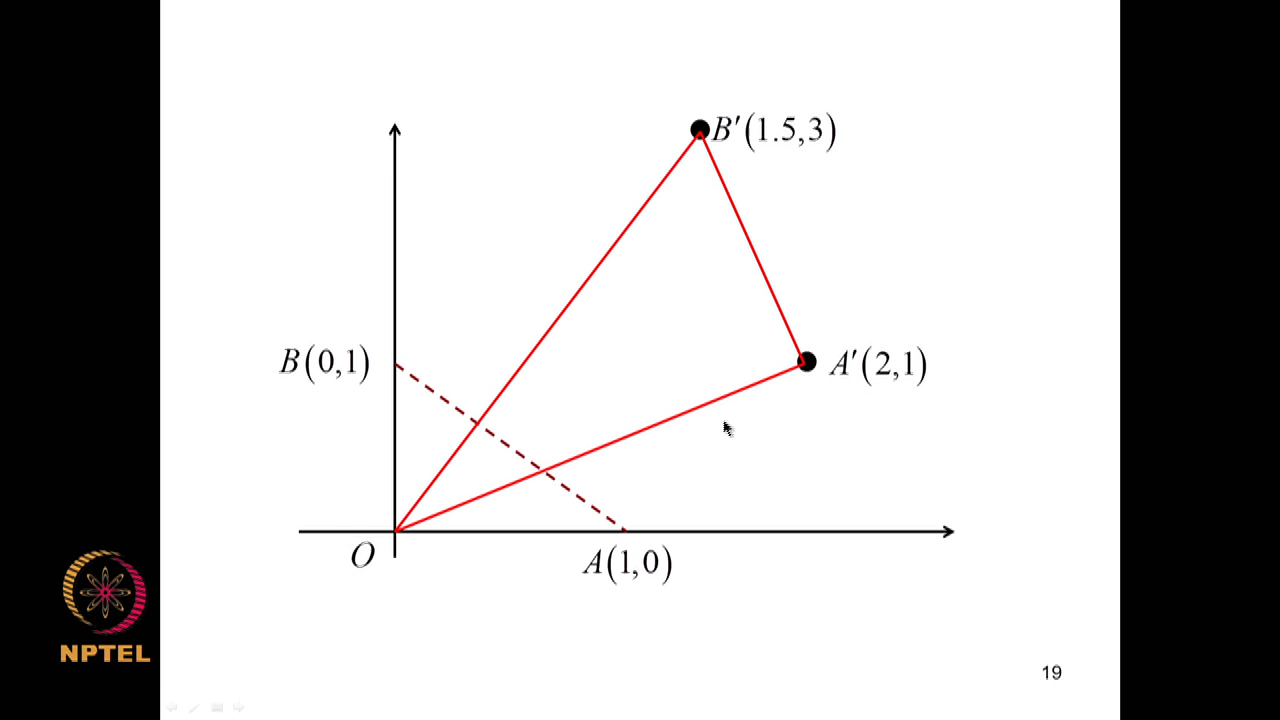 B′(1.5,3)
B(0,1)
A′(2,1)
O
A(1,0)
NPTEL
19